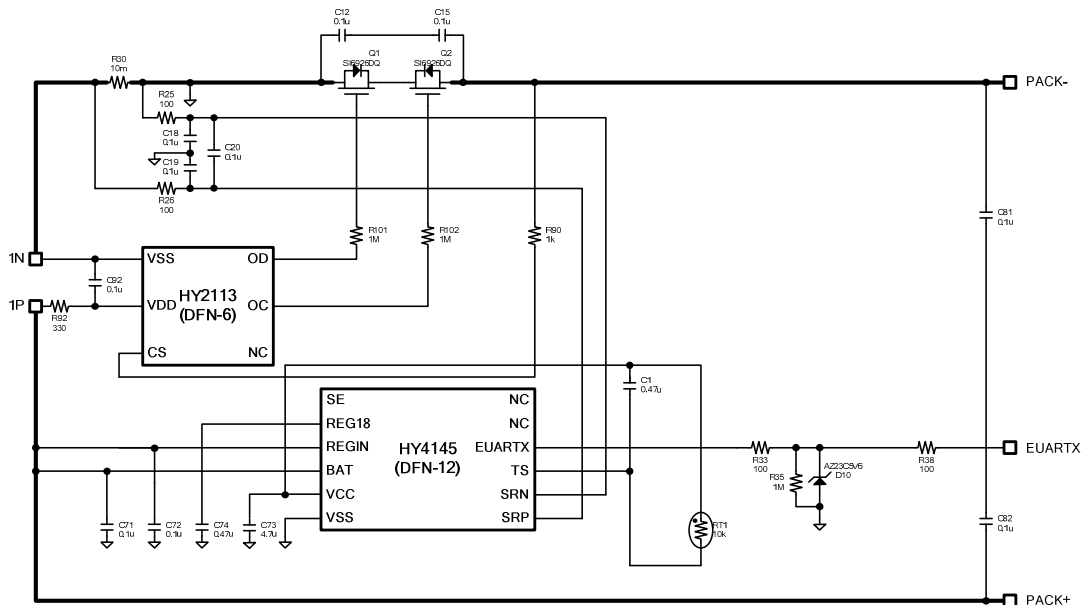 C12
0.1u
C15
0.1u
Q1
SI6926DQ
Q2
SI6926DQ
R30
10m
PACK-
R25
100
C18
0.1u
C20
0.1u
C19
0.1u
R26
100
R101
1M
R102
1M
R90
1k
C81
0.1u
1N
VSS
OD
C92
0.1u
HY2113
(DFN-6)
1P
R92
330
VDD
OC
CS
NC
C1
0.47u
SE
NC
REG18
NC
REGIN
EUARTX
HY4145
(DFN-12)
BAT
TS
VCC
SRN
VSS
SRP
R33
100
R35
1M
AZ23C5V6
D10
R38
100
EUARTX
C71
0.1u
C72
0.1u
C74
0.47u
C73
4.7u
RT1
10k
C82
0.1u
PACK+